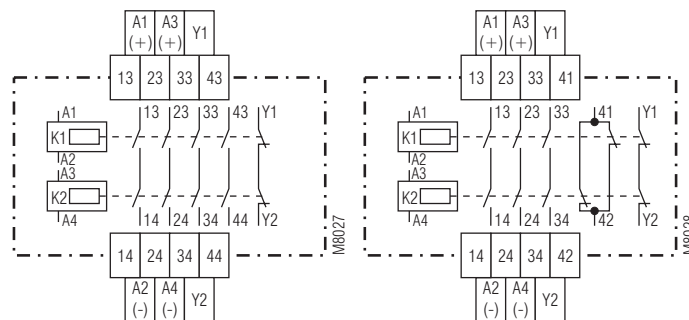 A1 (+) A3 (+) Y1
13 23 33 43
A1 13 23 33 43 Y1
K1
A2
A3
K2
A4 14 24 34 44 Y2
14 24 34 44
A2 (-) A4 (-) Y2
M8027
A1 (+) A3 (+) Y1
13 23 33 41
A1 13 23 33 41 Y1
K1
A2
A3
K2
A4 14 24 34 42 Y2
14 24 34 42
A2 (-) A4 (-) Y2
M8028